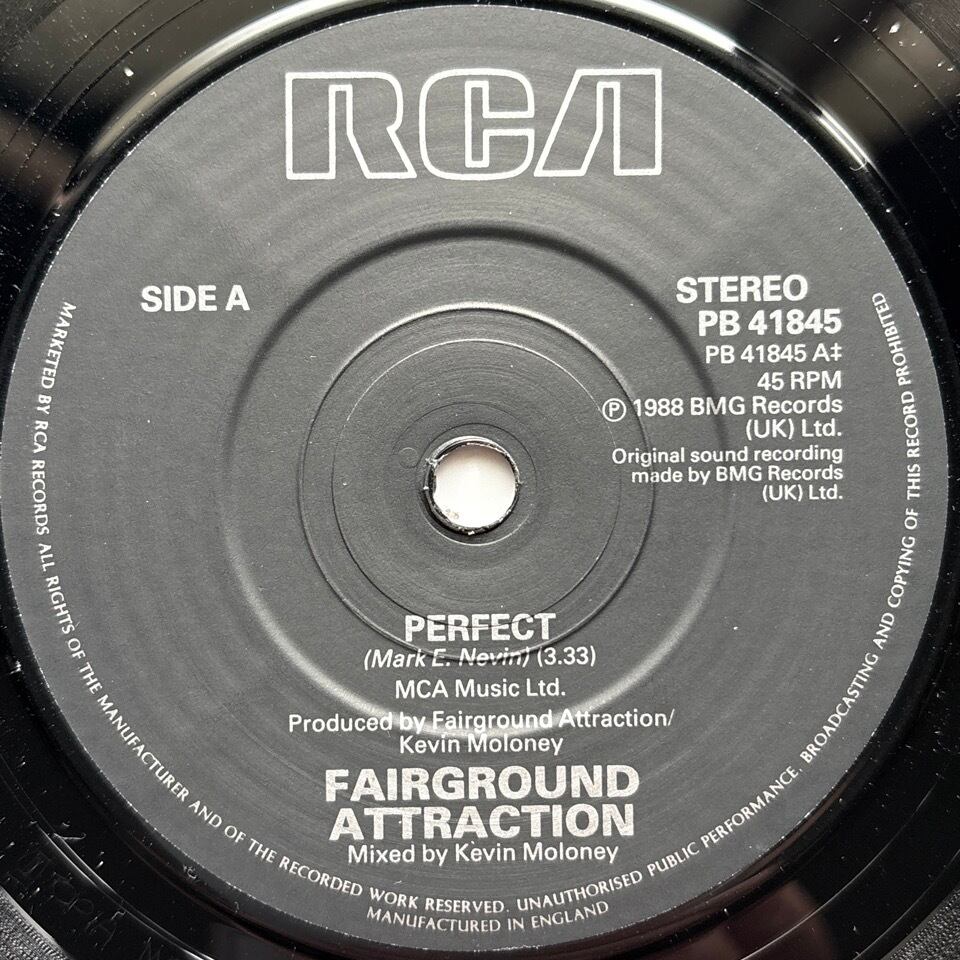 RCA
SIDE A
STEREO
PB 41845
PB 41845 A‡
45 RPM
℗ 1988 BMG Records
(UK) Ltd.
Original sound recording
made by BMG Records
(UK) Ltd.
PERFECT
(Mark E. Nevin) (3.33)
MCA Music Ltd.
Produced by Fairground Attraction/
Kevin Moloney
FAIRGROUND
ATTRACTION
Mixed by Kevin Moloney
MARKETED BY RCA RECORDS ALL RIGHTS OF THE MANUFACTURER AND OF THE RECORDED WORK RESERVED. UNAUTHORISED PUBLIC PERFORMANCE. BROADCASTING AND COPYING OF THIS RECORD PROHIBITED
MANUFACTURED IN ENGLAND